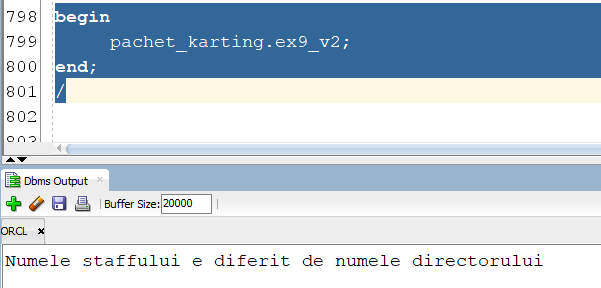 798 begin
799 pachet_karting.ex9_v2;
800 end;
801 /
802
Dbms Output ×
Buffer Size: 20000
ORCL ×
Numele staffului e diferit de numele directorului